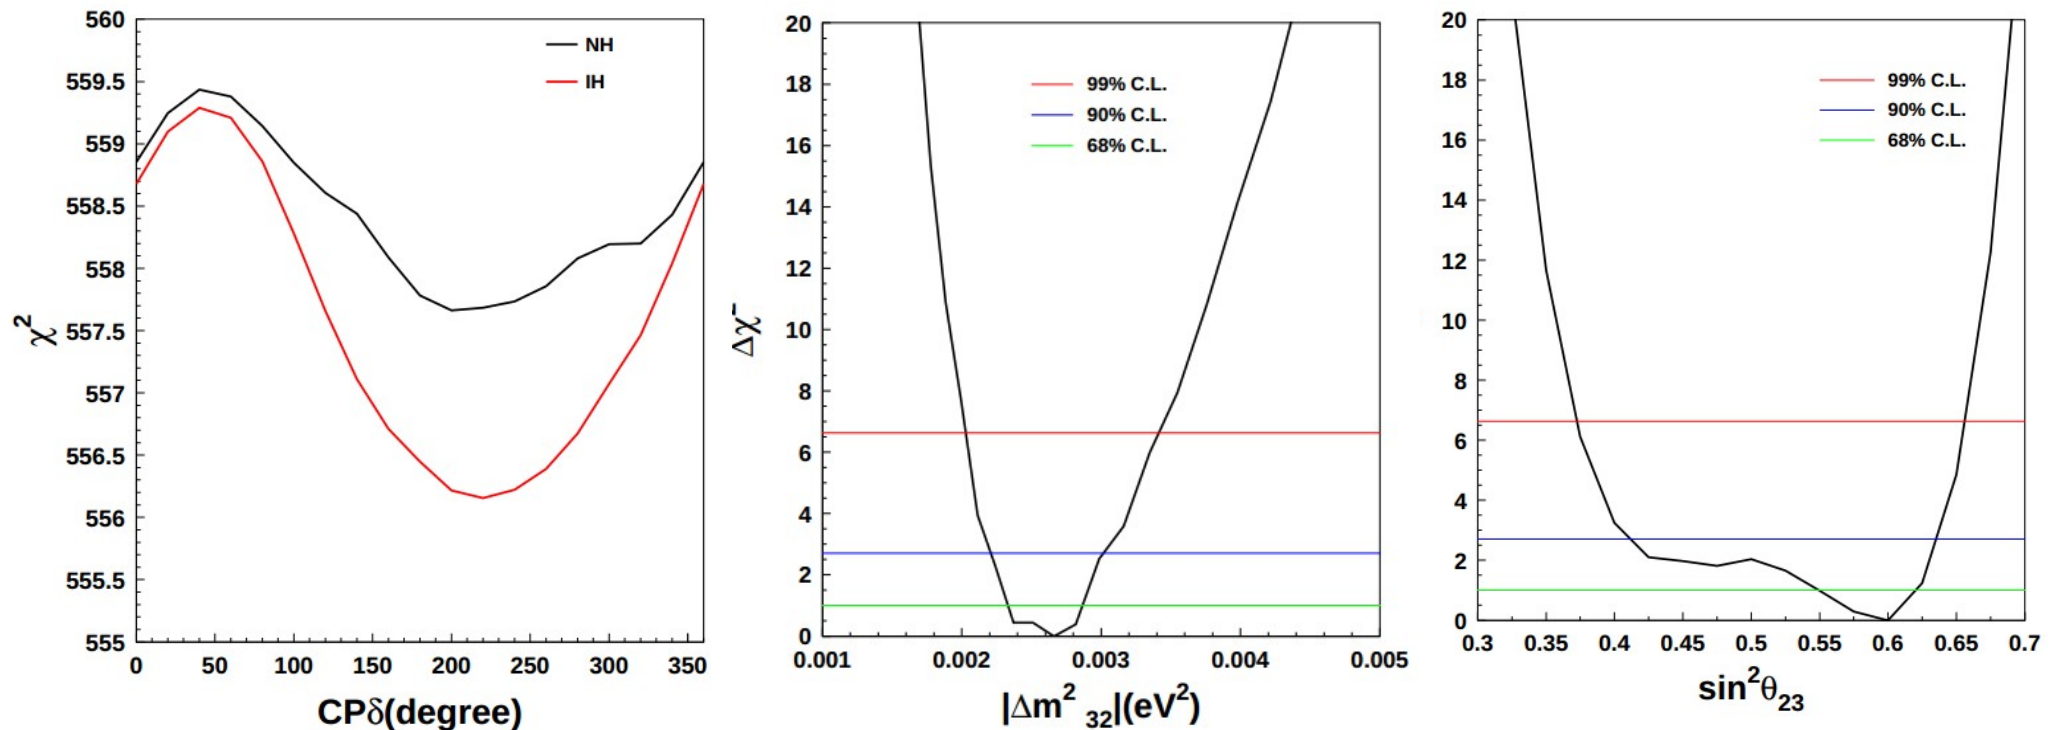 560
559.5
559
558.5
558
557.5
557
556.5
556
555.5
555
χ²
NH
IH
0 50 100 150 200 250 300 350
CPδ(degree)
20
18
16
14
12
10
8
6
4
2
0
99% C.L.
90% C.L.
68% C.L.
0.001 0.002 0.003 0.004 0.005
|Δm²₃₂|(eV²)
20
18
16
14
12
10
8
6
4
2
0
99% C.L.
90% C.L.
68% C.L.
0.3 0.35 0.4 0.45 0.5 0.55 0.6 0.65 0.7
sin²θ₂₃